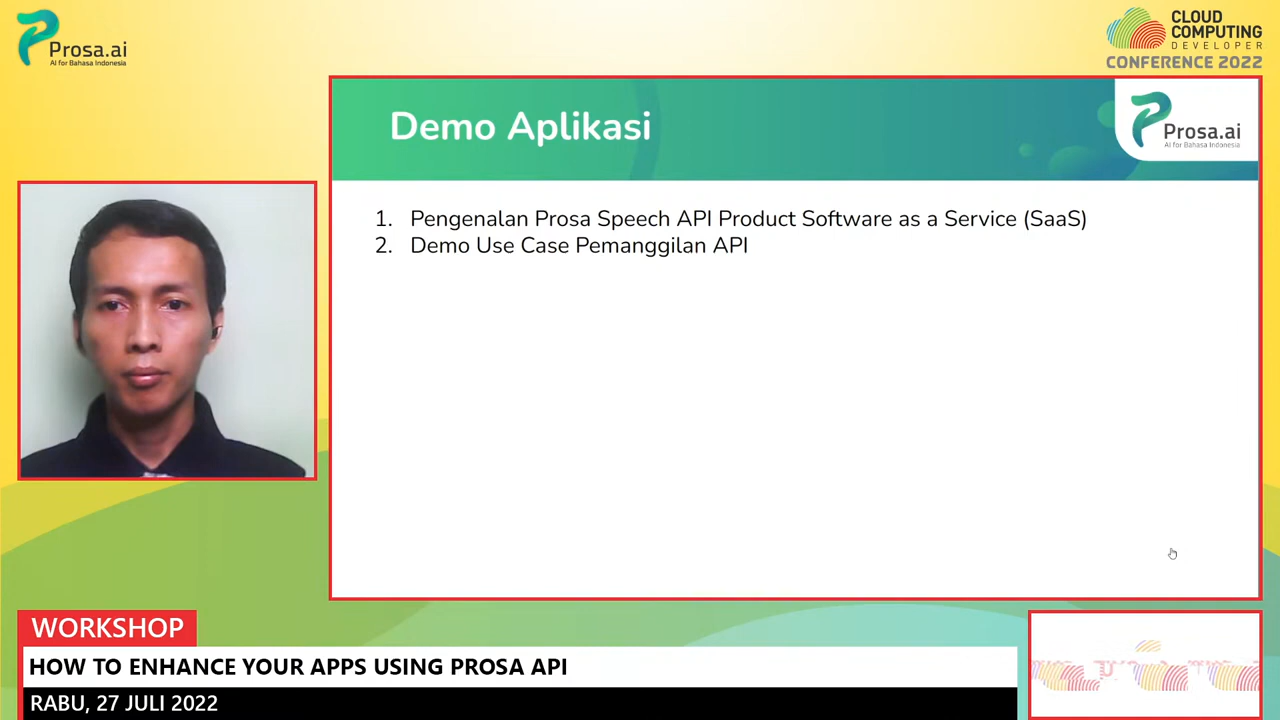 Prosa.ai
AI for Bahasa Indonesia
CLOUD
COMPUTING
DEVELOPER
CONFERENCE 2022
Demo Aplikasi
Prosa.ai
AI for Bahasa Indonesia
1. Pengenalan Prosa Speech API Product Software as a Service (SaaS)
2. Demo Use Case Pemanggilan API
WORKSHOP
HOW TO ENHANCE YOUR APPS USING PROSA API
RABU, 27 JULI 2022